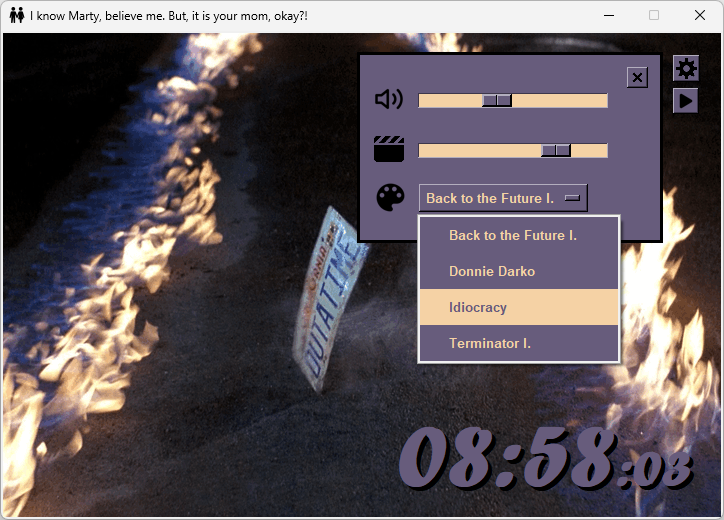 I know Marty, believe me. But, it is your mom, okay?!
Back to the Future I.
Back to the Future I.
Donnie Darko
Idiocracy
Terminator I.
CALIFORNIA
OUTATIME
08:58:03